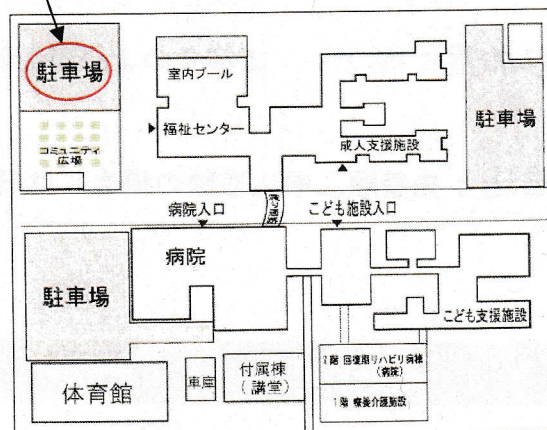 駐車場
室内プール
福祉センター
コミュニティ
広場
成人支援施設
駐車場
病院入口
渡り廊下
こども施設入口
病院
駐車場
こども支援施設
体育館
車庫
付属棟
(講堂)
2階 回復期リハビリ病棟
(病院)
1階 療養介護施設